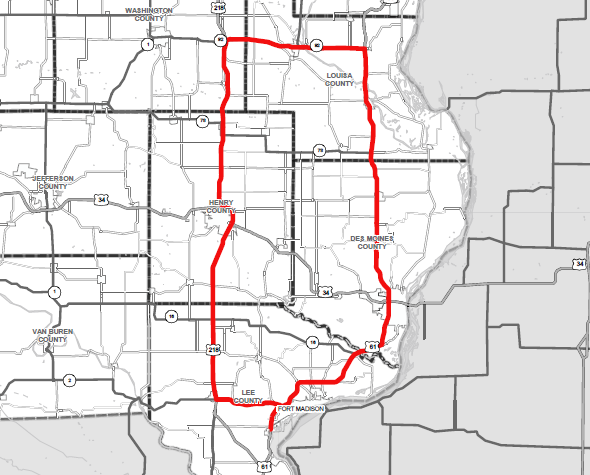 218
WASHINGTON
COUNTY
1
92
92
LOUISA
COUNTY
78
78
JEFFERSON
COUNTY
34
HENRY
COUNTY
DES MOINES
COUNTY
34
1
34
16
VAN BUREN
COUNTY
16
61
218
2
LEE
COUNTY
FORT MADISON
61